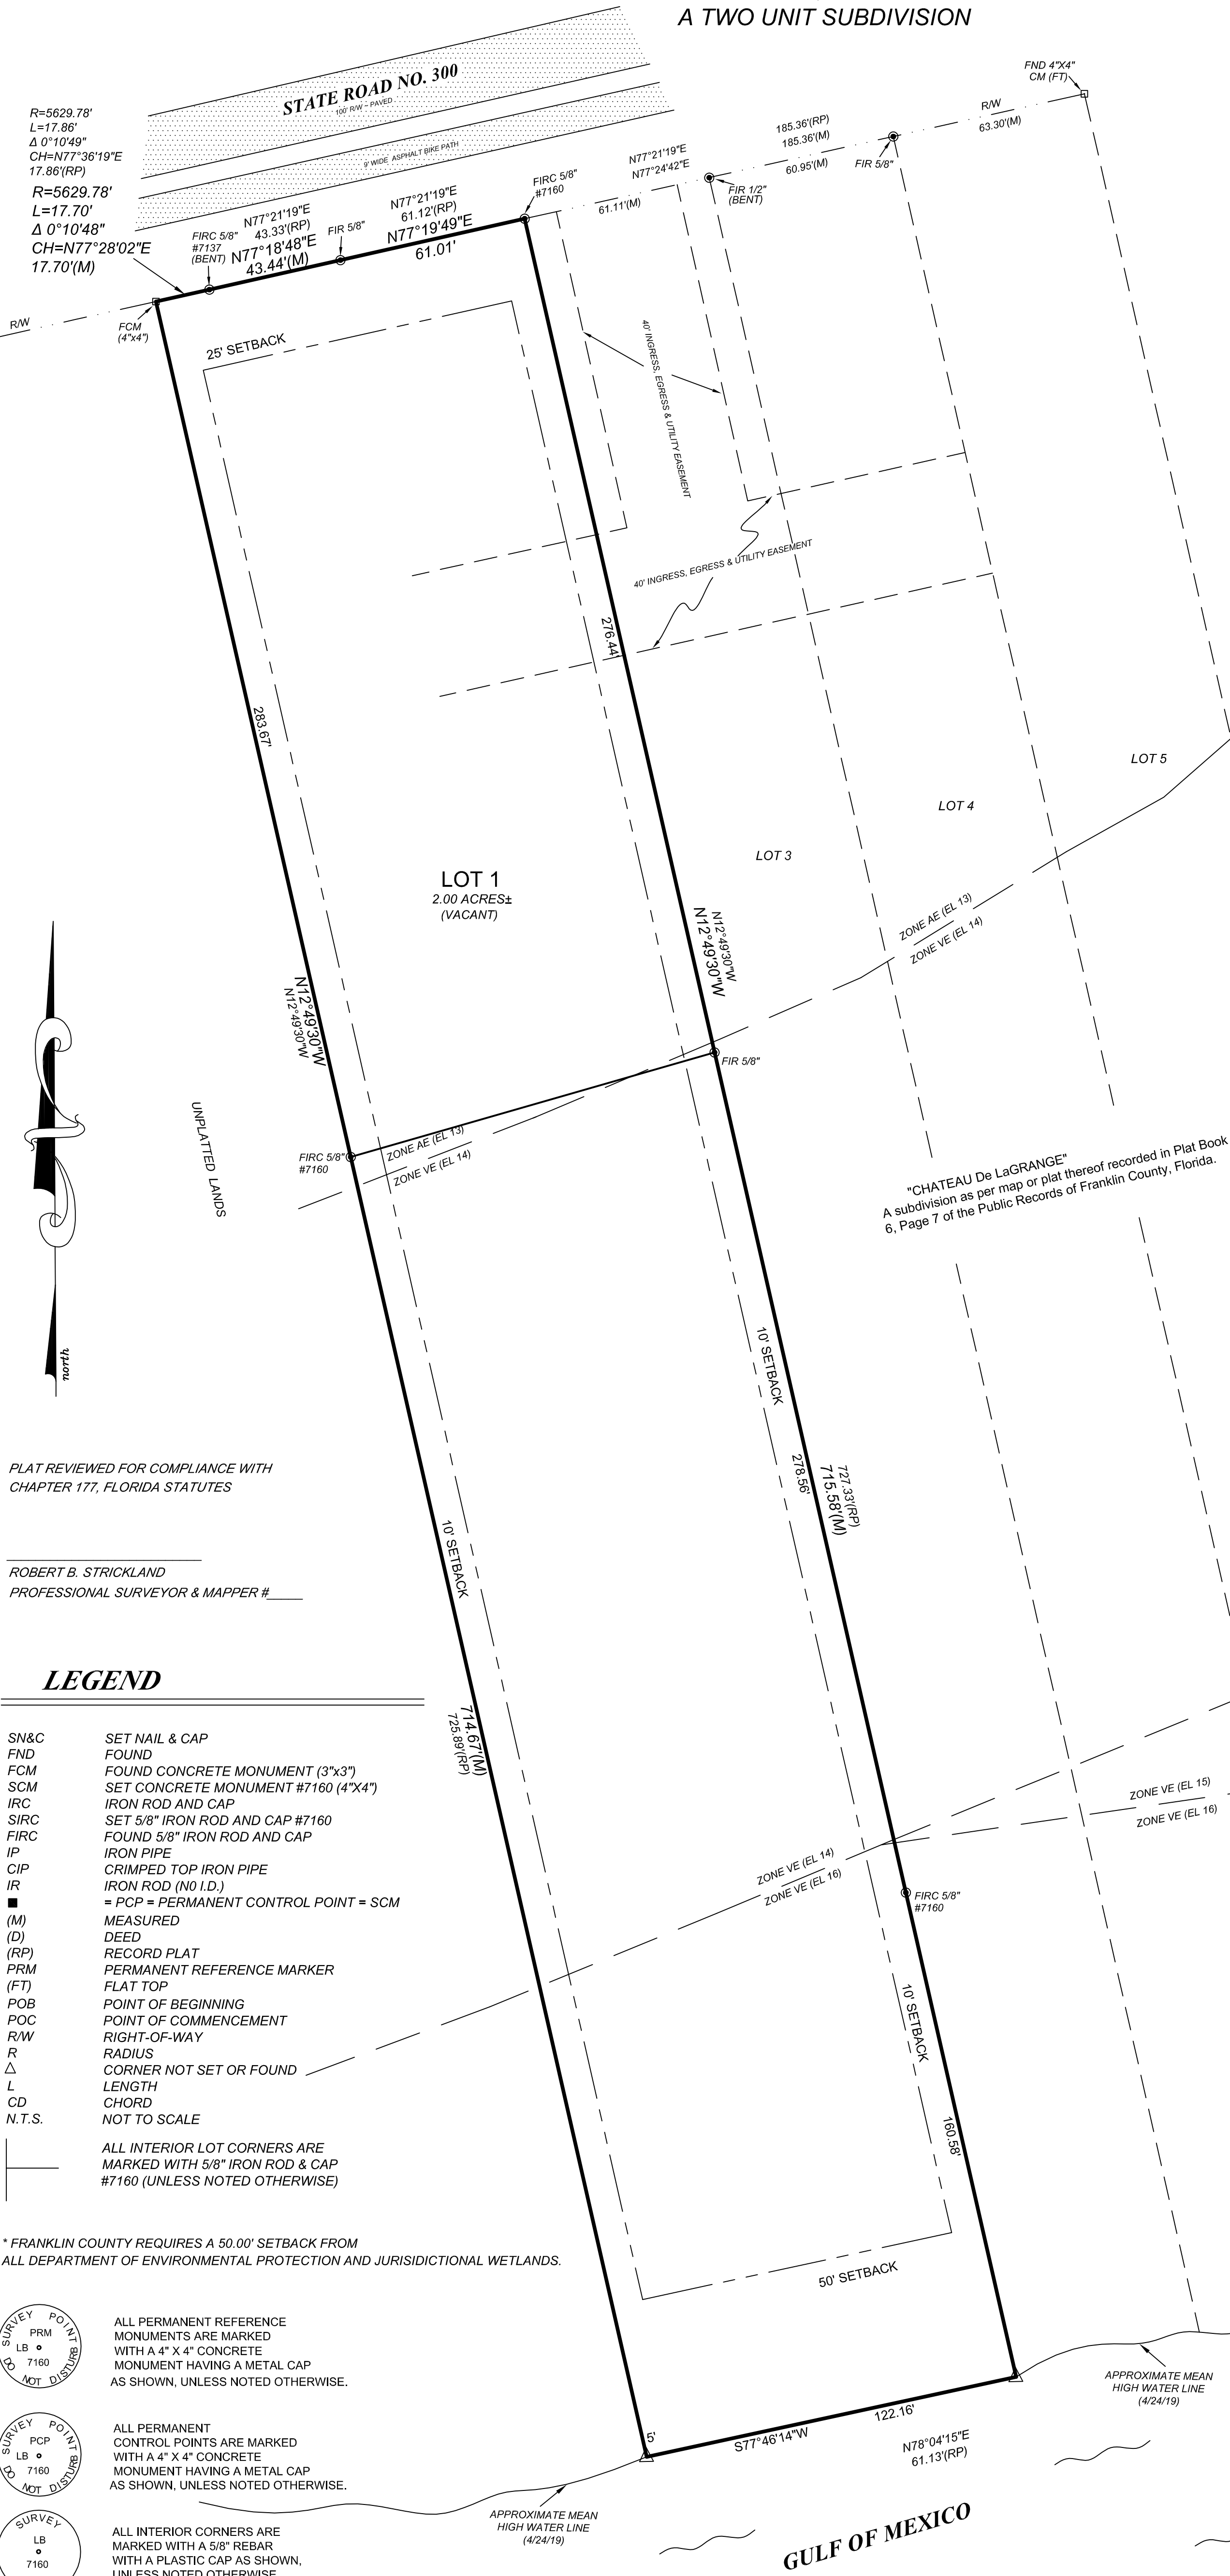 A TWO UNIT SUBDIVISION
STATE ROAD NO. 300
100' R/W ~ PAVED
9' WIDE ASPHALT BIKE PATH
FND 4"X4"
CM (FT)
R/W
63.30'(M)
185.36'(RP)
185.36'(M)
FIR 5/8"
60.95'(M)
N77°21'19"E
N77°24'42"E
FIR 1/2"
(BENT)
61.11'(M)
R=5629.78'
L=17.86'
Δ 0°10'49"
CH=N77°36'19"E
17.86'(RP)
R=5629.78'
L=17.70'
Δ 0°10'48"
CH=N77°28'02"E
17.70'(M)
FIRC 5/8"
#7160
N77°21'19"E
61.12'(RP)
N77°19'49"E
61.01'
FIR 5/8"
N77°21'19"E
43.33'(RP)
N77°18'48"E
43.44'(M)
FIRC 5/8"
#7137
(BENT)
R/W
FCM
(4"x4")
25' SETBACK
40' INGRESS, EGRESS & UTILITY EASEMENT
40' INGRESS, EGRESS & UTILITY EASEMENT
276.44'
283.67'
LOT 5
LOT 4
LOT 3
LOT 1
2.00 ACRES±
(VACANT)
ZONE AE (EL 13)
ZONE VE (EL 14)
N12°49'30"W
N12°49'30"W
N12°49'30"W
N12°49'30"W
FIR 5/8"
UNPLATTED LANDS
FIRC 5/8"
#7160
ZONE AE (EL 13)
ZONE VE (EL 14)
"CHATEAU De LaGRANGE"
A subdivision as per map or plat thereof recorded in Plat Book
6, Page 7 of the Public Records of Franklin County, Florida.
north
10' SETBACK
278.56'
727.33'(RP)
715.58'(M)
10' SETBACK
PLAT REVIEWED FOR COMPLIANCE WITH
CHAPTER 177, FLORIDA STATUTES
ROBERT B. STRICKLAND
PROFESSIONAL SURVEYOR & MAPPER #_____
714.67'(M)
725.89'(RP)
LEGEND
SN&C SET NAIL & CAP
FND FOUND
FCM FOUND CONCRETE MONUMENT (3"x3")
SCM SET CONCRETE MONUMENT #7160 (4"X4")
IRC IRON ROD AND CAP
SIRC SET 5/8" IRON ROD AND CAP #7160
FIRC FOUND 5/8" IRON ROD AND CAP
IP IRON PIPE
CIP CRIMPED TOP IRON PIPE
IR IRON ROD (N0 I.D.)
■ = PCP = PERMANENT CONTROL POINT = SCM
(M) MEASURED
(D) DEED
(RP) RECORD PLAT
PRM PERMANENT REFERENCE MARKER
(FT) FLAT TOP
POB POINT OF BEGINNING
POC POINT OF COMMENCEMENT
R/W RIGHT-OF-WAY
R RADIUS
△ CORNER NOT SET OR FOUND
L LENGTH
CD CHORD
N.T.S. NOT TO SCALE
ALL INTERIOR LOT CORNERS ARE
MARKED WITH 5/8" IRON ROD & CAP
#7160 (UNLESS NOTED OTHERWISE)
ZONE VE (EL 15)
ZONE VE (EL 16)
ZONE VE (EL 14)
ZONE VE (EL 16)
FIRC 5/8"
#7160
10' SETBACK
160.58'
* FRANKLIN COUNTY REQUIRES A 50.00' SETBACK FROM
ALL DEPARTMENT OF ENVIRONMENTAL PROTECTION AND JURISIDICTIONAL WETLANDS.
50' SETBACK
SURVEY POINT
PRM
LB
7160
DO NOT DISTURB
ALL PERMANENT REFERENCE
MONUMENTS ARE MARKED
WITH A 4" X 4" CONCRETE
MONUMENT HAVING A METAL CAP
AS SHOWN, UNLESS NOTED OTHERWISE.
APPROXIMATE MEAN
HIGH WATER LINE
(4/24/19)
SURVEY POINT
PCP
LB
7160
DO NOT DISTURB
ALL PERMANENT
CONTROL POINTS ARE MARKED
WITH A 4" X 4" CONCRETE
MONUMENT HAVING A METAL CAP
AS SHOWN, UNLESS NOTED OTHERWISE.
5'
S77°46'14"W
122.16'
N78°04'15"E
61.13'(RP)
APPROXIMATE MEAN
HIGH WATER LINE
(4/24/19)
GULF OF MEXICO
SURVEY
LB
7160
ALL INTERIOR CORNERS ARE
MARKED WITH A 5/8" REBAR
WITH A PLASTIC CAP AS SHOWN,
UNLESS NOTED OTHERWISE